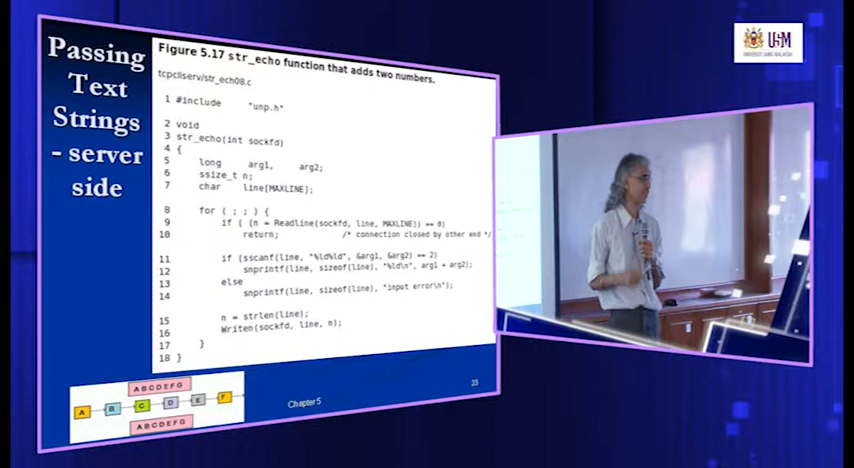 Passing
Text
Strings
- server
side
Figure 5.17 str_echo function that adds two numbers.
tcpcliserv/str_echo8.c
1 #include "unp.h"
2 void
3 str_echo(int sockfd)
4 {
5 long arg1, arg2;
6 ssize_t n;
7 char line[MAXLINE];
8 for ( ; ; ) {
9 if ( (n = Readline(sockfd, line, MAXLINE)) == 0)
10 return; /* connection closed by other end */
11 if (sscanf(line, "%ld%ld", &arg1, &arg2) == 2)
12 snprintf(line, sizeof(line), "%ld\n", arg1 + arg2);
13 else
14 snprintf(line, sizeof(line), "input error\n");
15 n = strlen(line);
16 Writen(sockfd, line, n);
17 }
18 }
ABCDEFG
A B C D E F
ABCDEFG
Chapter 5
23
USM
UNIVERSITI SAINS MALAYSIA